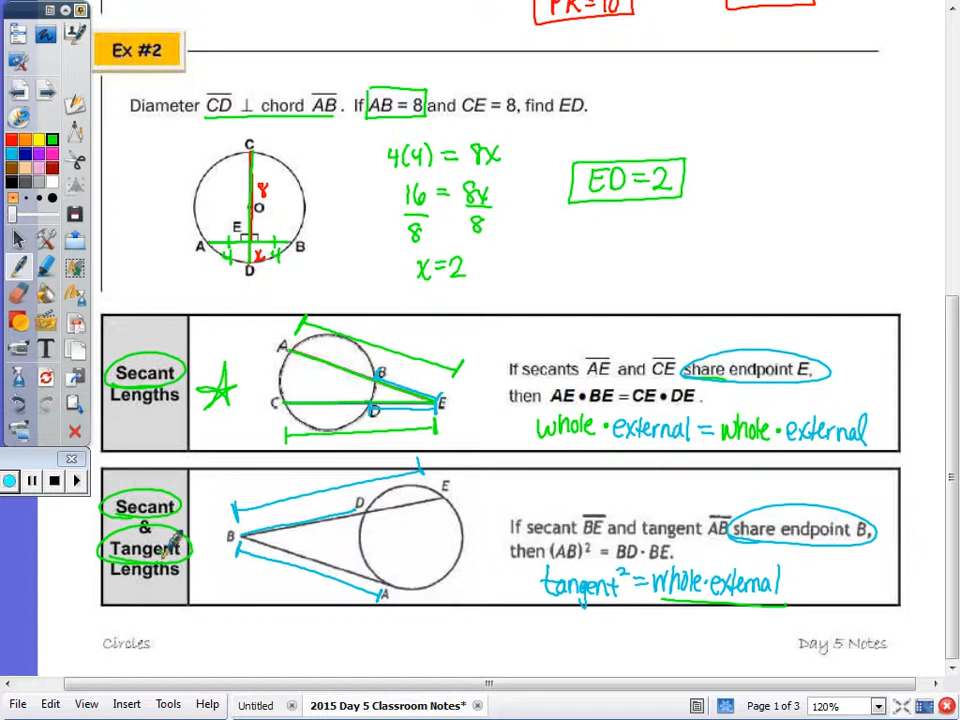 PR = 10
Ex #2
Diameter CD ⊥ chord AB. If AB = 8 and CE = 8, find ED.
C
8
O
E
A
B
4
x
4
D
4(4) = 8x
16 = 8x
8 8
x = 2
ED = 2
Secant
Lengths
A
B
C
D
E
If secants AE and CE share endpoint E,
then AE • BE = CE • DE .
whole · external = whole · external
Secant
&
Tangent
Lengths
B
D
E
A
If secant BE and tangent AB share endpoint B,
then (AB)² = BD · BE.
tangent² = whole · external
Circles
Day 5 Notes
Untitled
2015 Day 5 Classroom Notes*
File Edit View Insert Tools Help
Page 1 of 3
120%